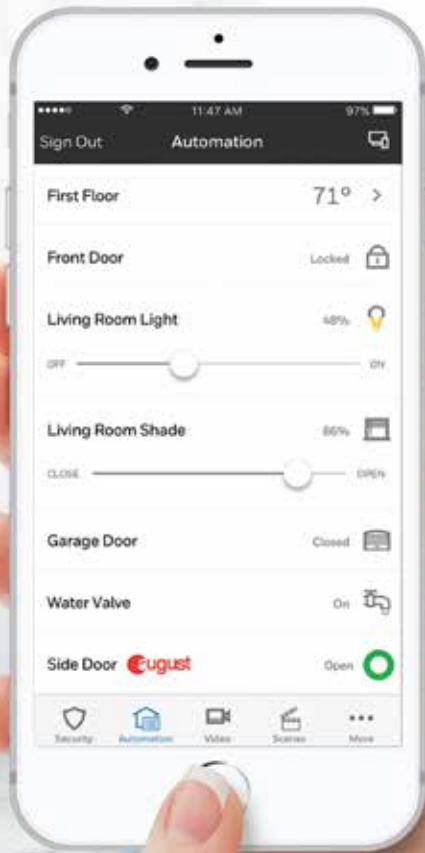 11:47 AM 97%
Sign Out Automation
First Floor 71° >
Front Door Locked
Living Room Light 48%
OFF ON
Living Room Shade 86%
CLOSE OPEN
Garage Door Closed
Water Valve On
Side Door august Open
Security Automation Video Scenes More